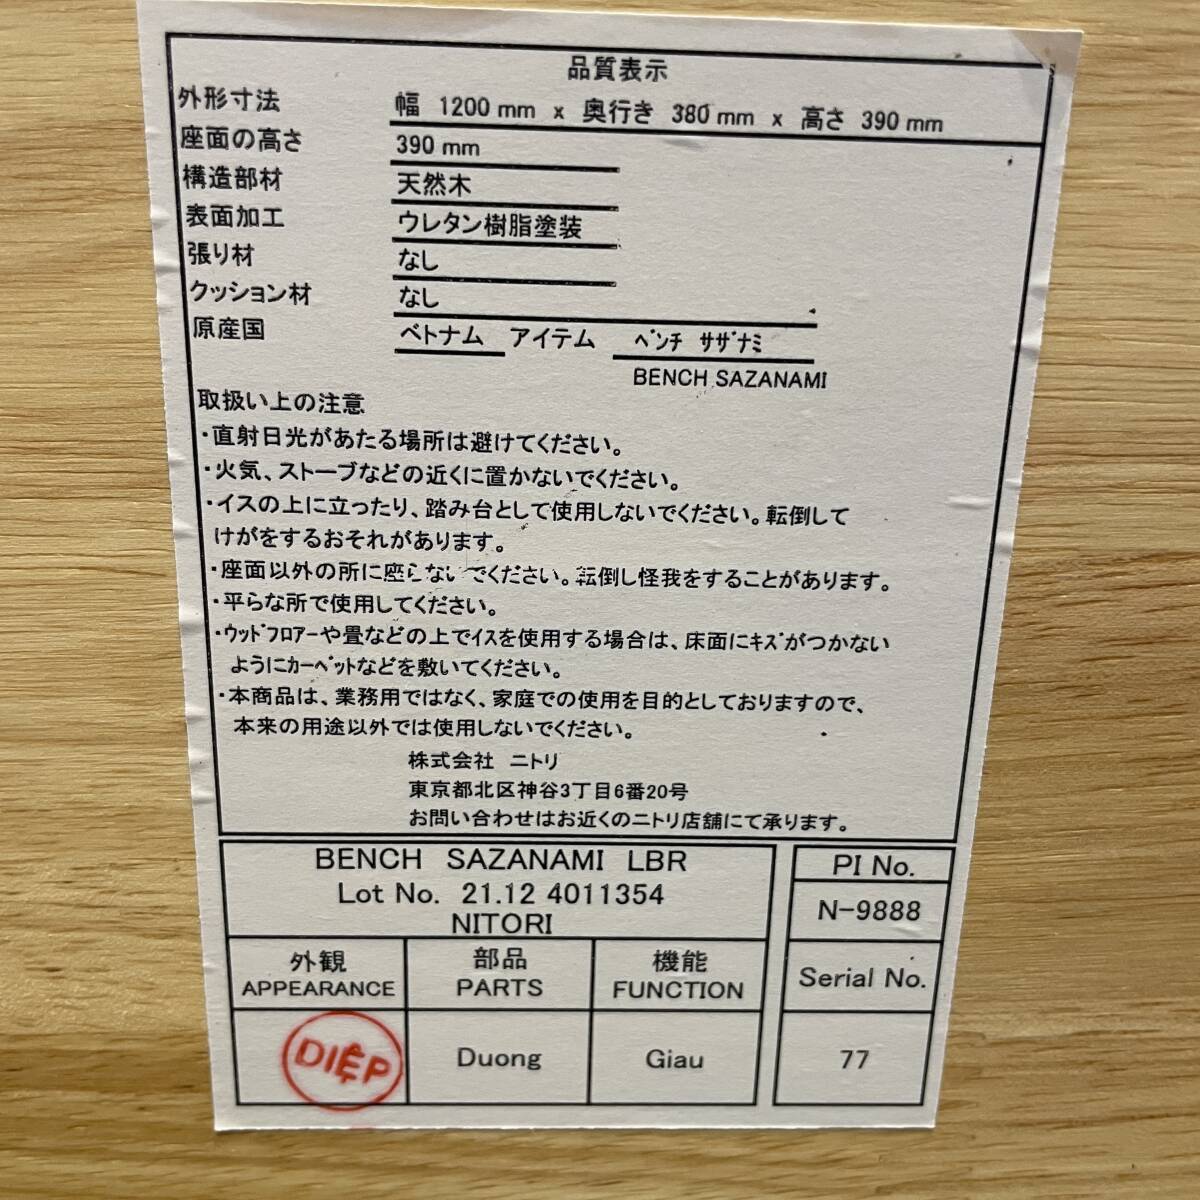 品質表示
外形寸法 幅 1200 mm x 奥行き 380 mm x 高さ 390 mm
座面の高さ 390 mm
構造部材 天然木
表面加工 ウレタン樹脂塗装
張り材 なし
クッション材 なし
原産国 ベトナム アイテム ﾍﾞﾝﾁ ｻｻﾞﾅﾐ
BENCH SAZANAMI
取扱い上の注意
・直射日光があたる場所は避けてください。
・火気、ストーブなどの近くに置かないでください。
・イスの上に立ったり、踏み台として使用しないでください。転倒して
けがをするおそれがあります。
・座面以外の所に座らないでください。転倒し怪我をすることがあります。
・平らな所で使用してください。
・ｳｯﾄﾞﾌﾛｱｰや畳などの上でｲｽを使用する場合は、床面にｷｽﾞがつかない
ようにｶｰﾍﾟｯﾄなどを敷いてください。
・本商品は、業務用ではなく、家庭での使用を目的としておりますので、
本来の用途以外では使用しないでください。
株式会社 ニトリ
東京都北区神谷3丁目6番20号
お問い合わせはお近くのニトリ店舗にて承ります。
BENCH SAZANAMI LBR
Lot No. 21.12 4011354
NITORI
PI No.
N-9888
外観 部品 機能
APPEARANCE PARTS FUNCTION
Serial No.
DIỆP Duong Giau 77